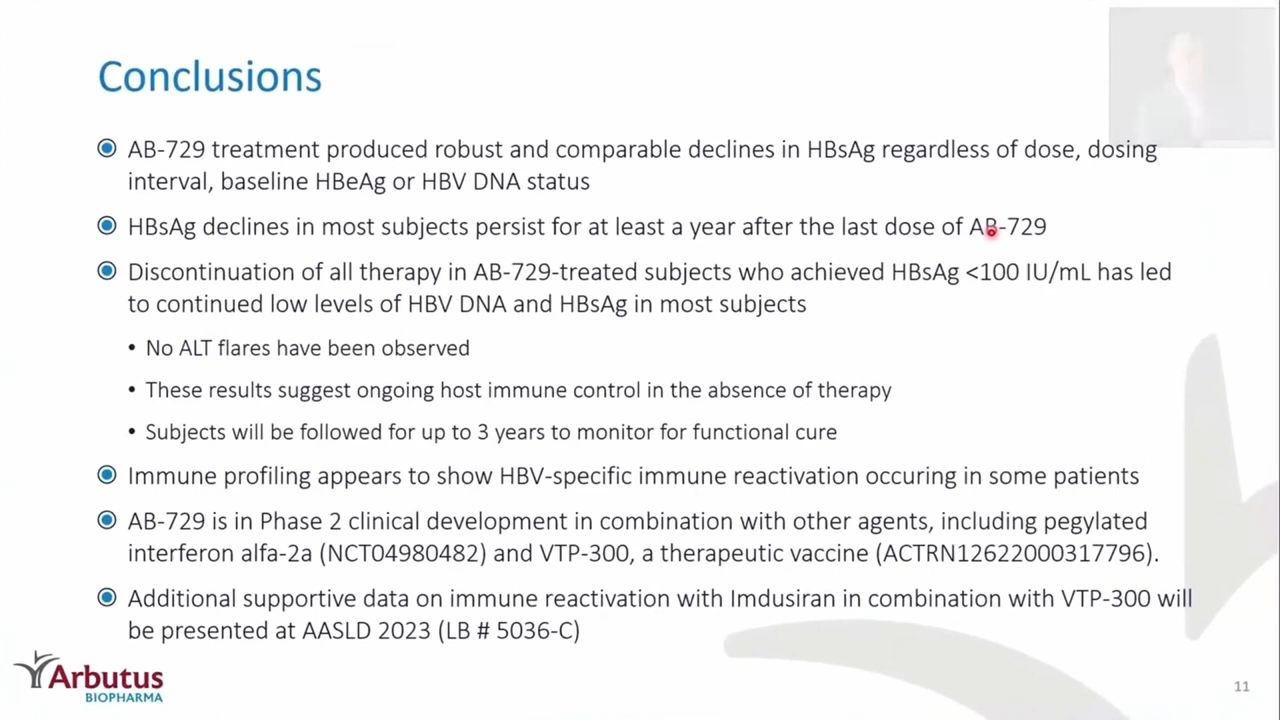 Conclusions
AB-729 treatment produced robust and comparable declines in HBsAg regardless of dose, dosing
interval, baseline HBeAg or HBV DNA status
HBsAg declines in most subjects persist for at least a year after the last dose of AB-729
Discontinuation of all therapy in AB-729-treated subjects who achieved HBsAg <100 IU/mL has led
to continued low levels of HBV DNA and HBsAg in most subjects
• No ALT flares have been observed
• These results suggest ongoing host immune control in the absence of therapy
• Subjects will be followed for up to 3 years to monitor for functional cure
Immune profiling appears to show HBV-specific immune reactivation occuring in some patients
AB-729 is in Phase 2 clinical development in combination with other agents, including pegylated
interferon alfa-2a (NCT04980482) and VTP-300, a therapeutic vaccine (ACTRN12622000317796).
Additional supportive data on immune reactivation with Imdusiran in combination with VTP-300 will
be presented at AASLD 2023 (LB # 5036-C)
Arbutus
BIOPHARMA
11